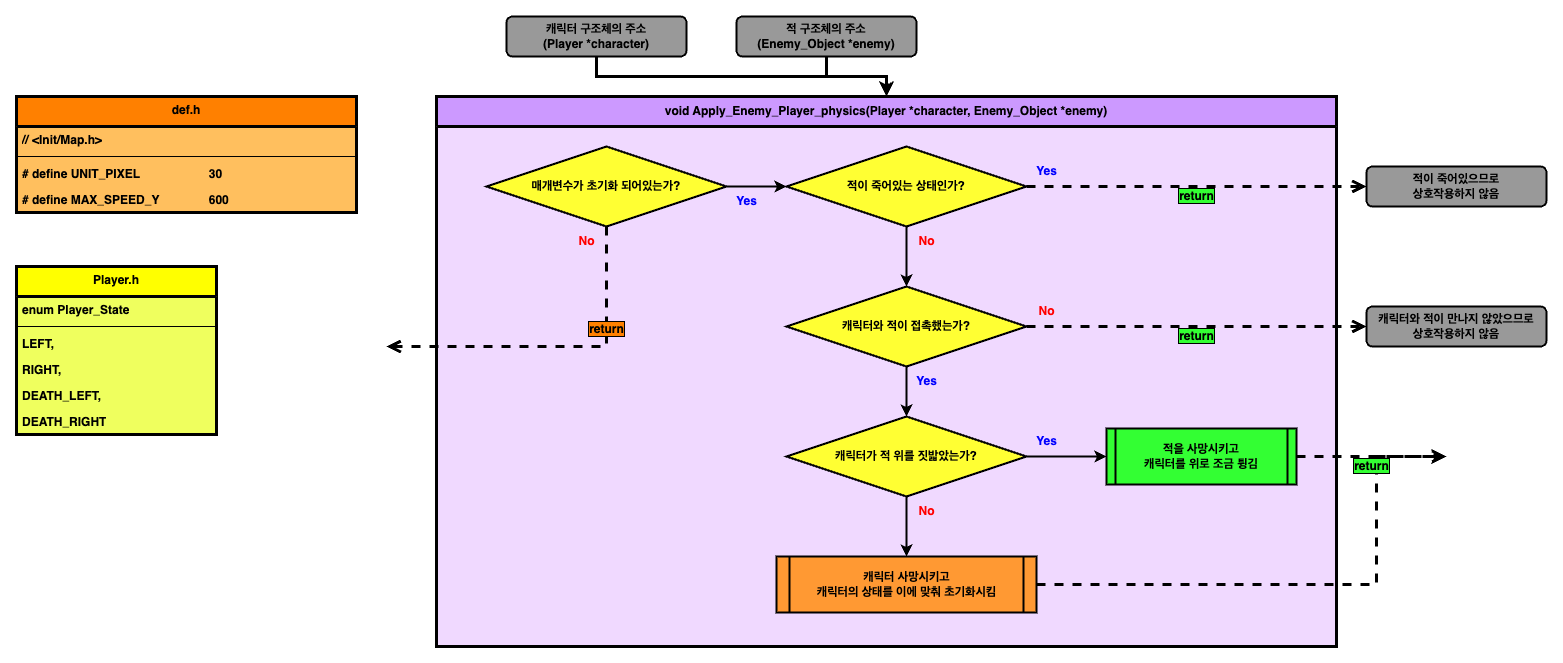 캐릭터 구조체의 주소
(Player *character)
적 구조체의 주소
(Enemy_Object *enemy)
def.h
// <Init/Map.h>
# define UNIT_PIXEL 30
# define MAX_SPEED_Y 600
Player.h
enum Player_State
LEFT,
RIGHT,
DEATH_LEFT,
DEATH_RIGHT
void Apply_Enemy_Player_physics(Player *character, Enemy_Object *enemy)
매개변수가 초기화 되어있는가?
Yes
No
return
적이 죽어있는 상태인가?
Yes
return
적이 죽어있으므로
상호작용하지 않음
No
캐릭터와 적이 접촉했는가?
No
return
캐릭터와 적이 만나지 않았으므로
상호작용하지 않음
Yes
캐릭터가 적 위를 짓밟았는가?
Yes
적을 사망시키고
캐릭터를 위로 조금 튕김
return
No
캐릭터 사망시키고
캐릭터의 상태를 이에 맞춰 초기화시킴